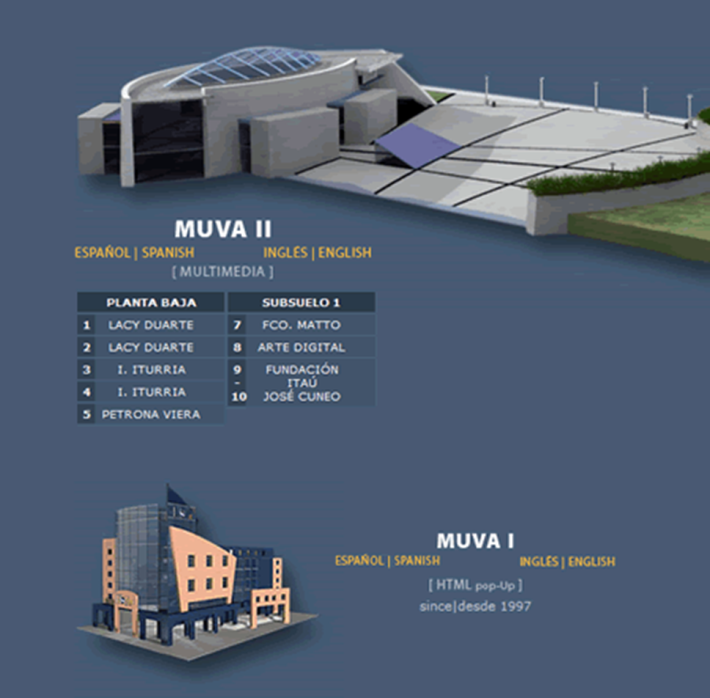 MUVA II
ESPAÑOL | SPANISH INGLÉS | ENGLISH
[ MULTIMEDIA ]
PLANTA BAJA
1 LACY DUARTE
2 LACY DUARTE
3 I. ITURRIA
4 I. ITURRIA
5 PETRONA VIERA
SUBSUELO 1
7 FCO. MATTO
8 ARTE DIGITAL
9 FUNDACIÓN
- ITAÚ
10 JOSÉ CUNEO
MUVA I
ESPAÑOL | SPANISH INGLÉS | ENGLISH
[ HTML pop-Up ]
since|desde 1997